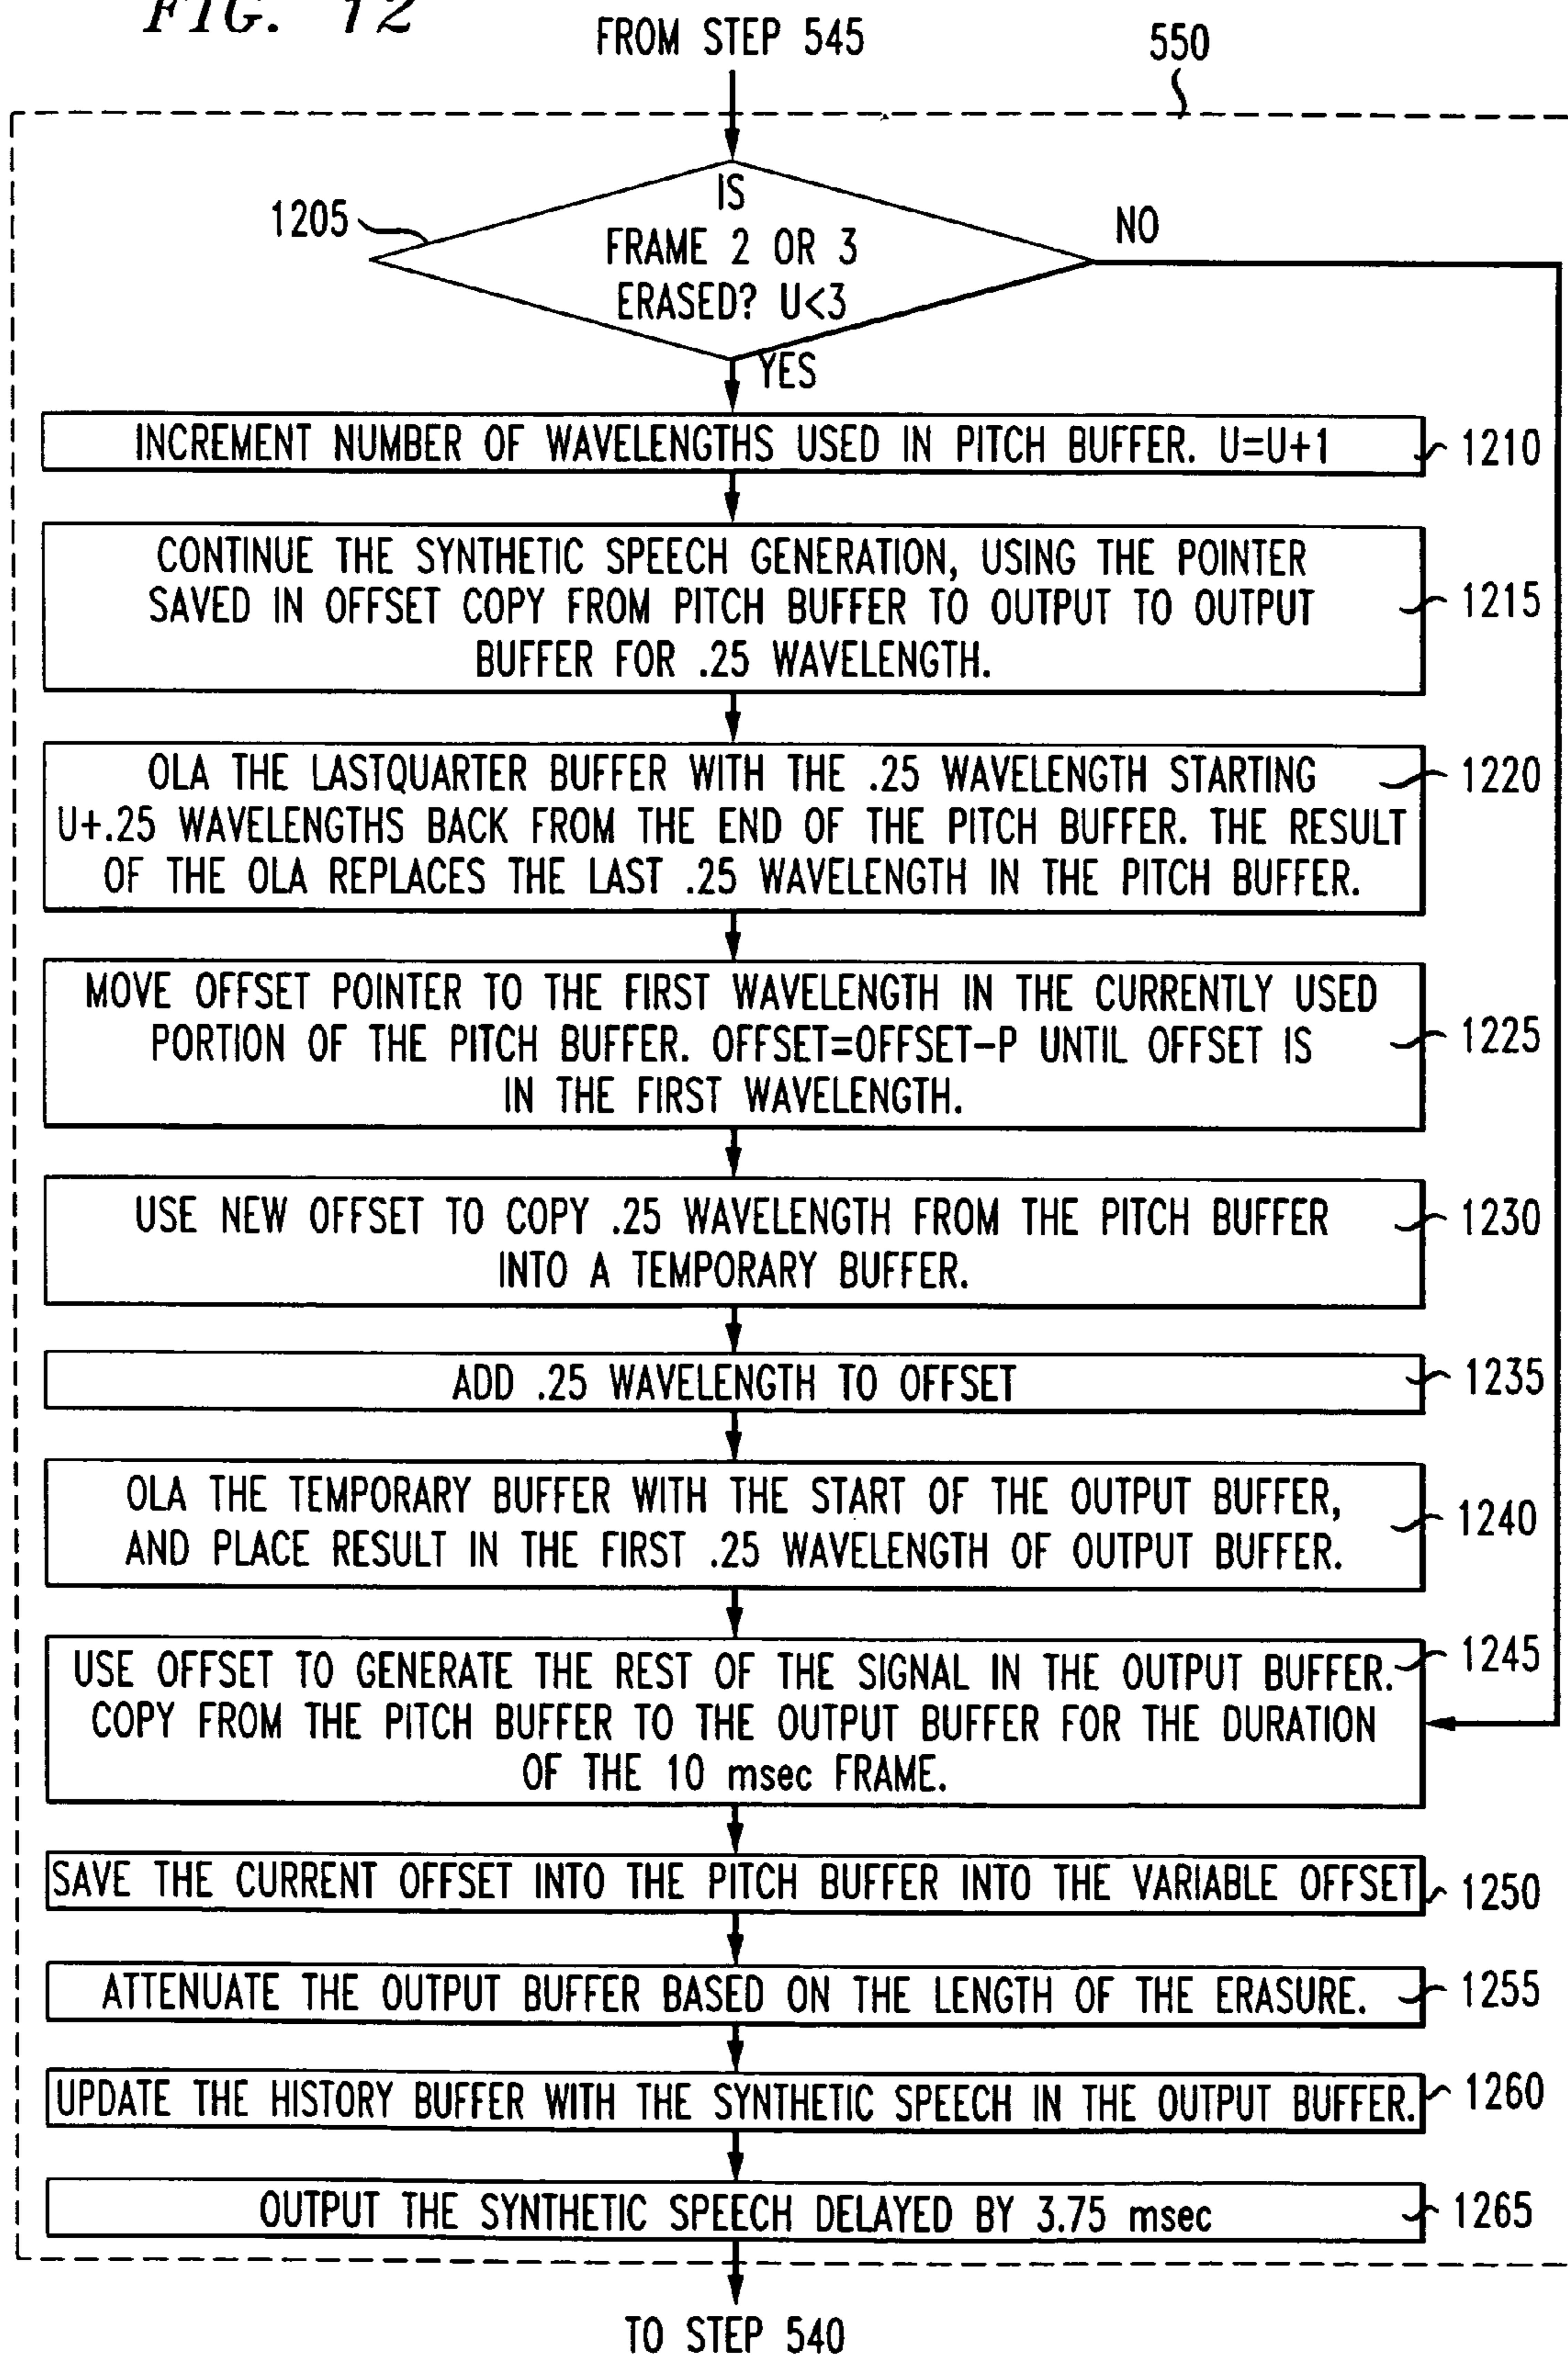 FIG. 12
FROM STEP 545
550
1205
IS
FRAME 2 OR 3
ERASED? U<3
NO
YES
INCREMENT NUMBER OF WAVELENGTHS USED IN PITCH BUFFER. U=U+1
1210
CONTINUE THE SYNTHETIC SPEECH GENERATION, USING THE POINTER
SAVED IN OFFSET COPY FROM PITCH BUFFER TO OUTPUT TO OUTPUT
BUFFER FOR .25 WAVELENGTH.
1215
OLA THE LASTQUARTER BUFFER WITH THE .25 WAVELENGTH STARTING
U+.25 WAVELENGTHS BACK FROM THE END OF THE PITCH BUFFER. THE RESULT
OF THE OLA REPLACES THE LAST .25 WAVELENGTH IN THE PITCH BUFFER.
1220
MOVE OFFSET POINTER TO THE FIRST WAVELENGTH IN THE CURRENTLY USED
PORTION OF THE PITCH BUFFER. OFFSET=OFFSET-P UNTIL OFFSET IS
IN THE FIRST WAVELENGTH.
1225
USE NEW OFFSET TO COPY .25 WAVELENGTH FROM THE PITCH BUFFER
INTO A TEMPORARY BUFFER.
1230
ADD .25 WAVELENGTH TO OFFSET
1235
OLA THE TEMPORARY BUFFER WITH THE START OF THE OUTPUT BUFFER,
AND PLACE RESULT IN THE FIRST .25 WAVELENGTH OF OUTPUT BUFFER.
1240
USE OFFSET TO GENERATE THE REST OF THE SIGNAL IN THE OUTPUT BUFFER.
COPY FROM THE PITCH BUFFER TO THE OUTPUT BUFFER FOR THE DURATION
OF THE 10 msec FRAME.
1245
SAVE THE CURRENT OFFSET INTO THE PITCH BUFFER INTO THE VARIABLE OFFSET
1250
ATTENUATE THE OUTPUT BUFFER BASED ON THE LENGTH OF THE ERASURE.
1255
UPDATE THE HISTORY BUFFER WITH THE SYNTHETIC SPEECH IN THE OUTPUT BUFFER.
1260
OUTPUT THE SYNTHETIC SPEECH DELAYED BY 3.75 msec
1265
TO STEP 540